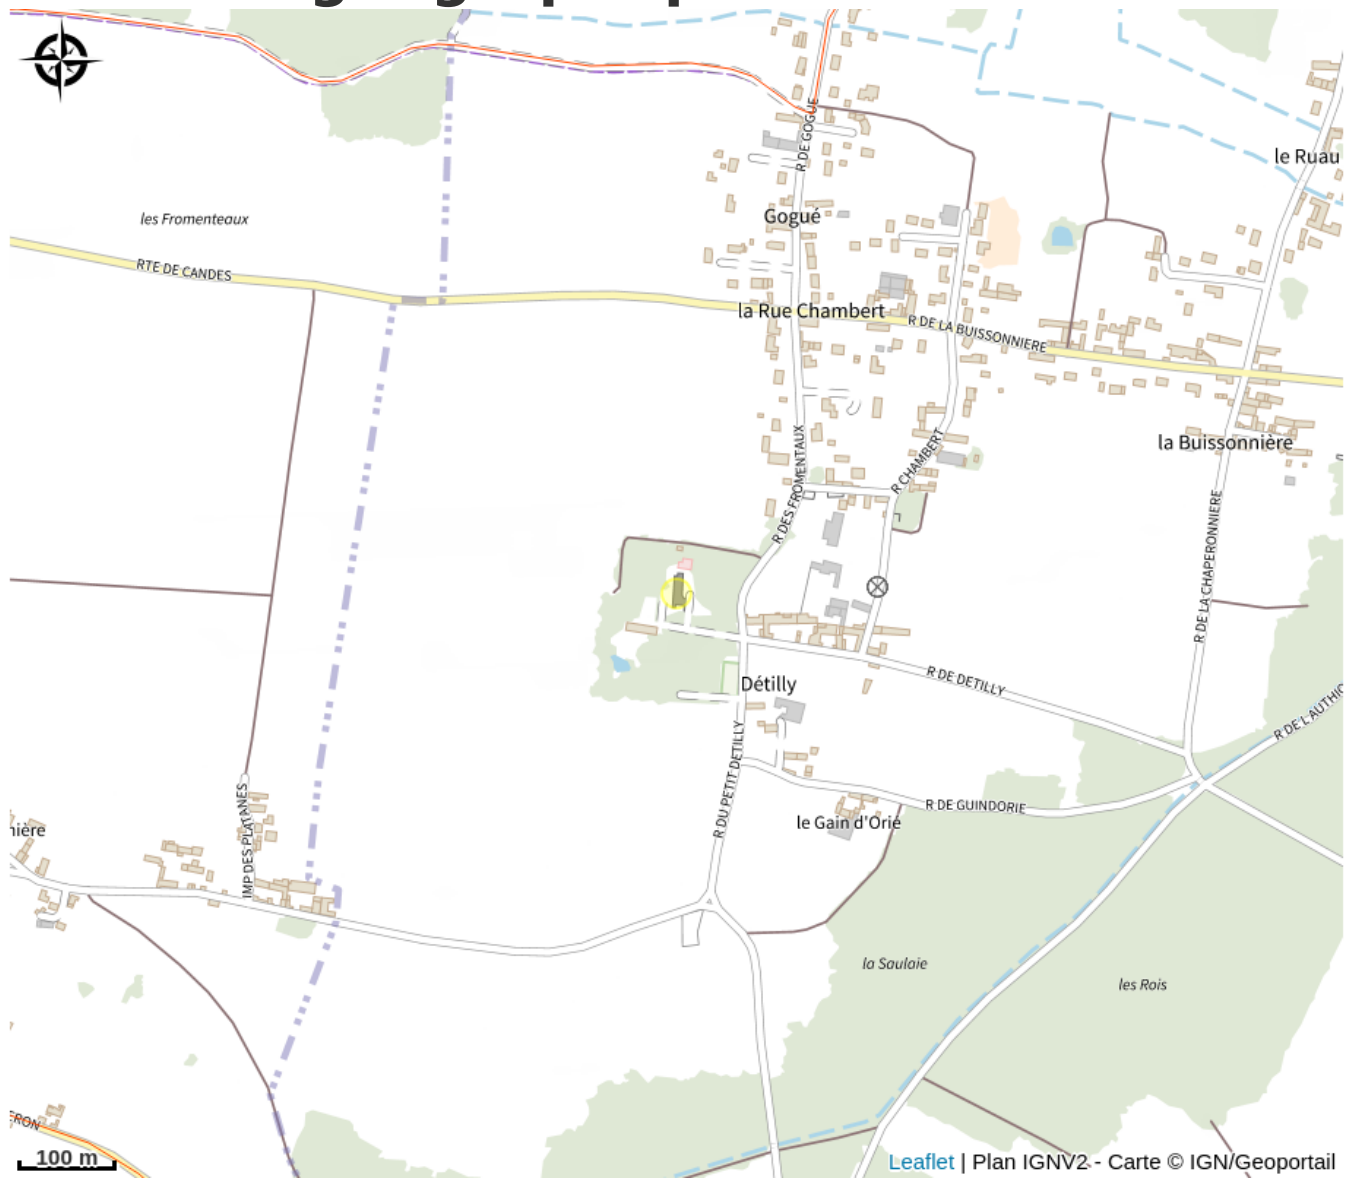 R DE GOGUE
le Ruau
les Fromenteaux
Gogué
RTE DE CANDES
la Rue Chambert
R DE LA BUISSONNIERE
la Buissonnière
R DES FROMENTAUX
R CHAMBERT
R DE LA CHAPERONNIERE
R DE DETILLY
Détilly
R DE L AUTHIO
R DU PETIT DETILLY
IMP DES PLATANES
R DE GUINDORIE
le Gain d'Orie
nière
la Saulaie
les Rois
ERON
100 m
Leaflet | Plan IGNV2 - Carte © IGN/Geoportail